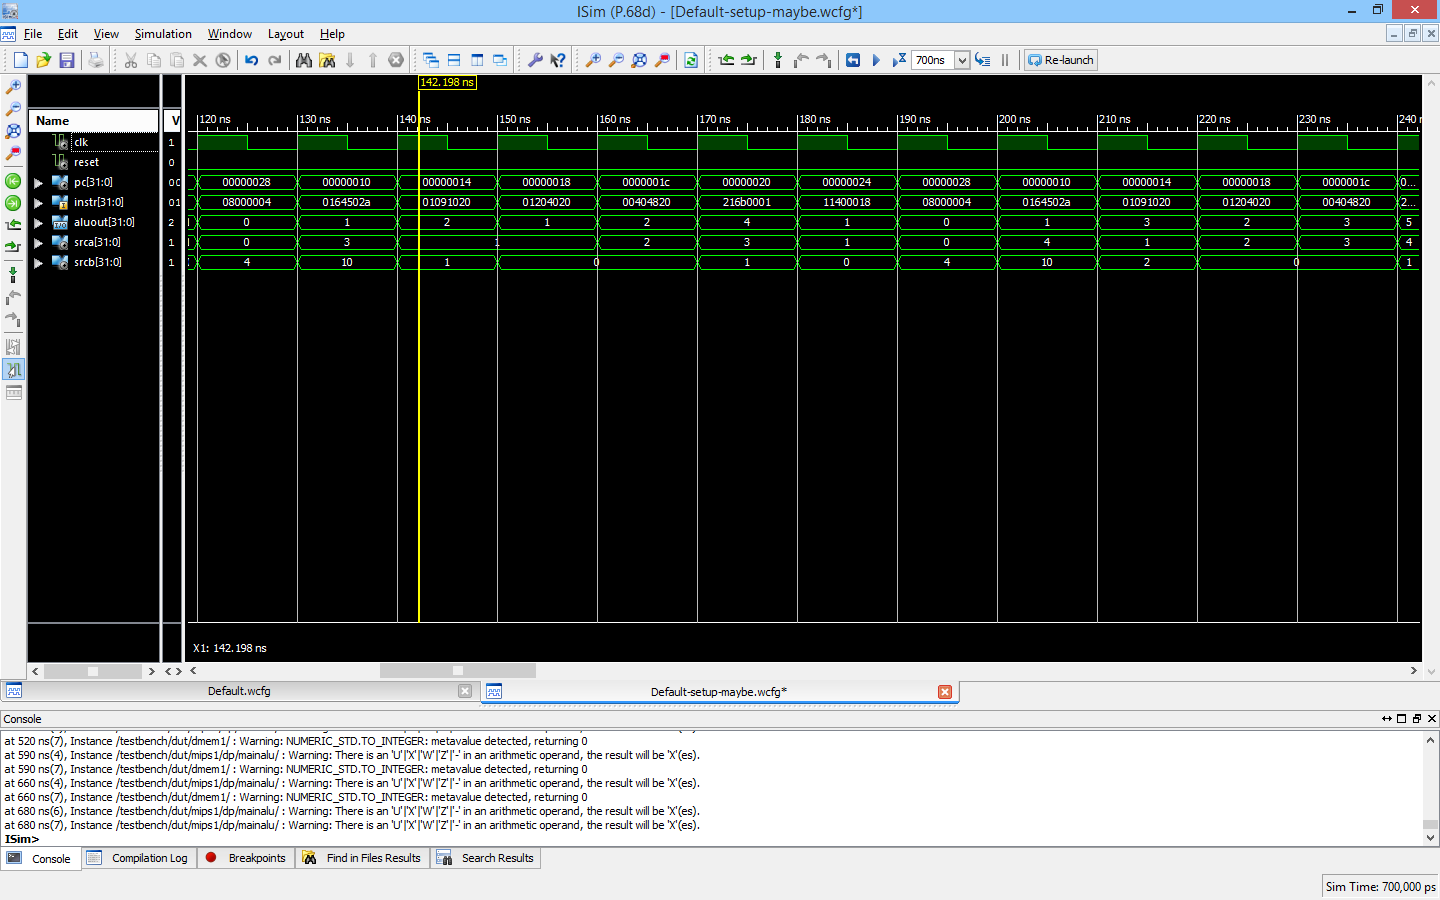 ISim (P.68d) - [Default-setup-maybe.wcfg*]
File Edit View Simulation Window Layout Help
700ns Re-launch
142.198 ns
Name V 120 ns 130 ns 140 ns 150 ns 160 ns 170 ns 180 ns 190 ns 200 ns 210 ns 220 ns 230 ns 240
clk 1
reset 0
pc[31:0] 00 00000028 00000010 00000014 00000018 0000001c 00000020 00000024 00000028 00000010 00000014 00000018 0000001c 0...
instr[31:0] 01 08000004 0164502a 01091020 01204020 00404820 216b0001 11400018 08000004 0164502a 01091020 01204020 00404820 2...
aluout[31:0] 2 0 1 2 1 2 4 1 0 1 3 2 3 5
srca[31:0] 1 0 3 1 2 3 1 0 4 1 2 3 4
srcb[31:0] 1 4 10 1 0 1 0 4 10 2 0 1
X1: 142.198 ns
Default.wcfg Default-setup-maybe.wcfg*
Console
at 520 ns(7), Instance /testbench/dut/dmem1/ : Warning: NUMERIC_STD.TO_INTEGER: metavalue detected, returning 0
at 590 ns(4), Instance /testbench/dut/mips1/dp/mainalu/ : Warning: There is an 'U'|'X'|'W'|'Z'|'-' in an arithmetic operand, the result will be 'X'(es).
at 590 ns(7), Instance /testbench/dut/dmem1/ : Warning: NUMERIC_STD.TO_INTEGER: metavalue detected, returning 0
at 660 ns(4), Instance /testbench/dut/mips1/dp/mainalu/ : Warning: There is an 'U'|'X'|'W'|'Z'|'-' in an arithmetic operand, the result will be 'X'(es).
at 660 ns(7), Instance /testbench/dut/dmem1/ : Warning: NUMERIC_STD.TO_INTEGER: metavalue detected, returning 0
at 680 ns(6), Instance /testbench/dut/mips1/dp/mainalu/ : Warning: There is an 'U'|'X'|'W'|'Z'|'-' in an arithmetic operand, the result will be 'X'(es).
at 680 ns(7), Instance /testbench/dut/mips1/dp/mainalu/ : Warning: There is an 'U'|'X'|'W'|'Z'|'-' in an arithmetic operand, the result will be 'X'(es).
ISim>
Console Compilation Log Breakpoints Find in Files Results Search Results
Sim Time: 700,000 ps